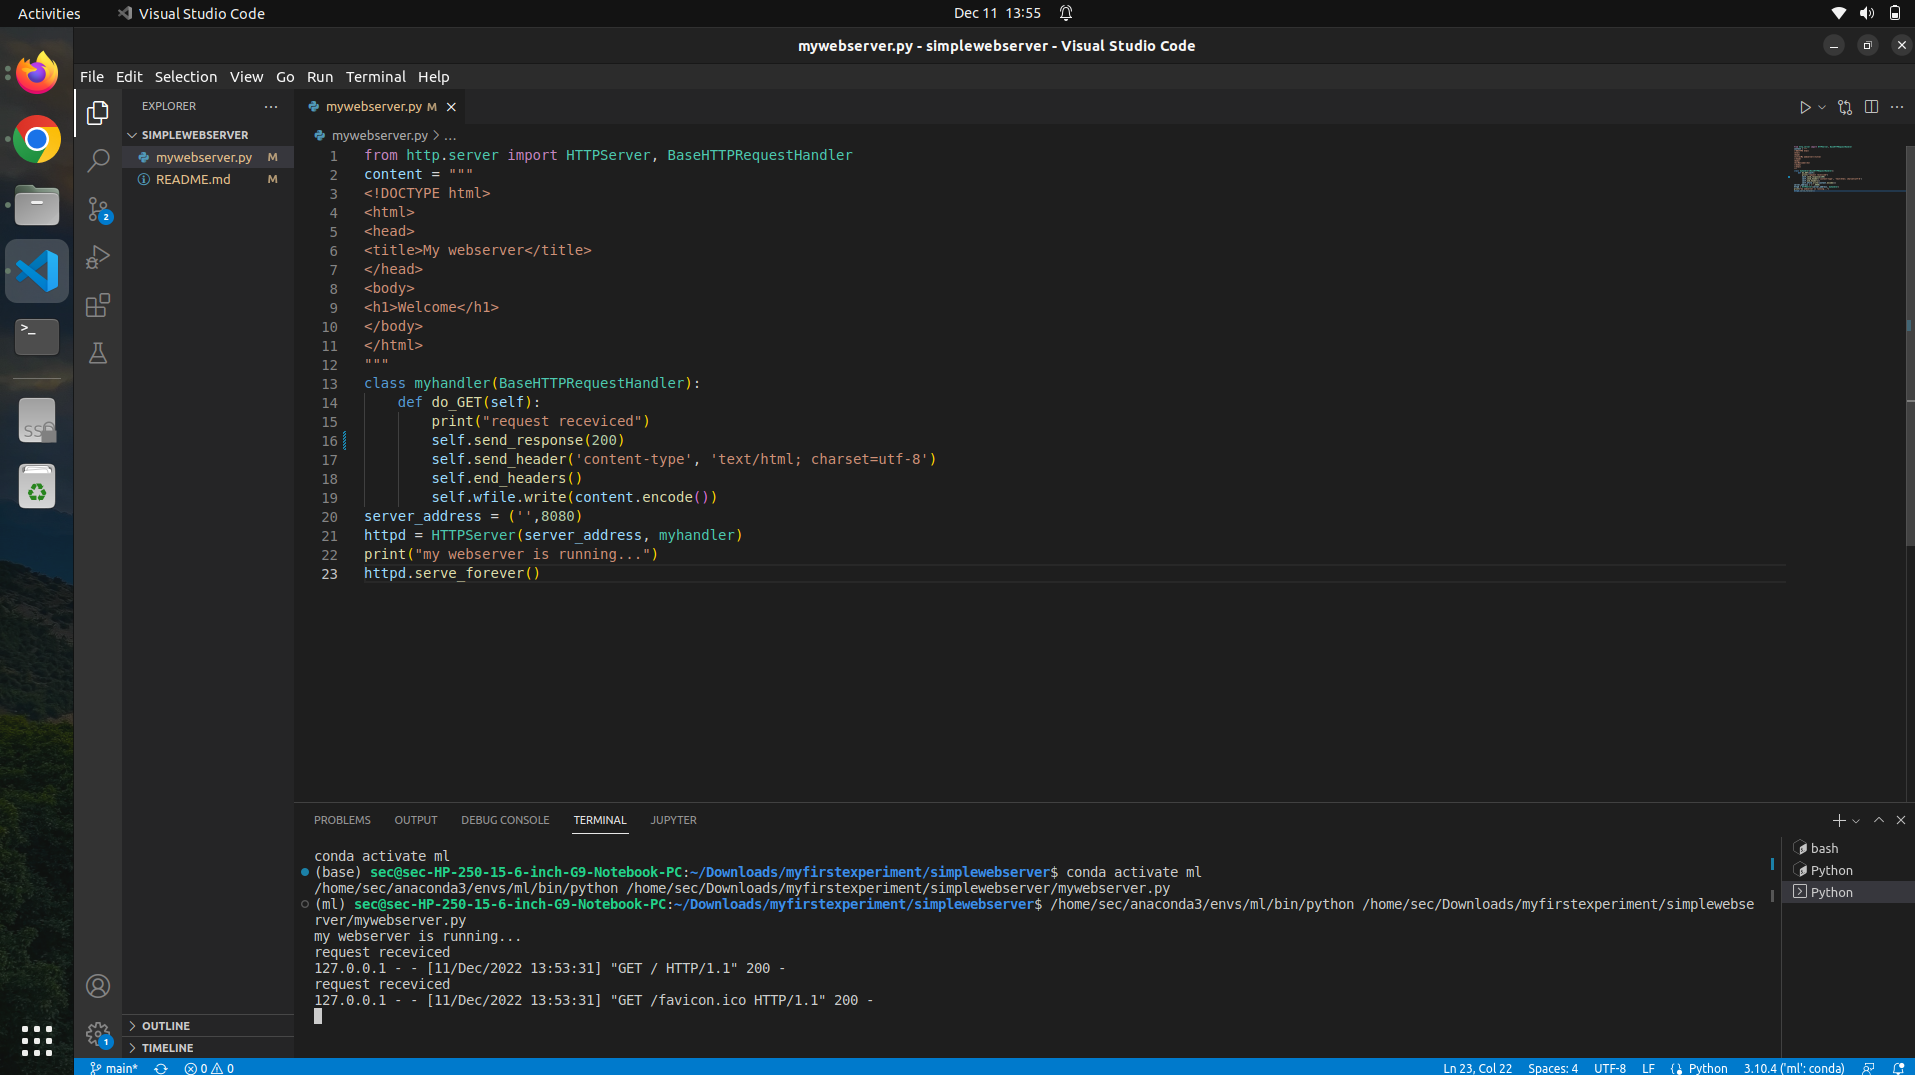 Activities Visual Studio Code Dec 11 13:55
mywebserver.py - simplewebserver - Visual Studio Code
File Edit Selection View Go Run Terminal Help
EXPLORER
SIMPLEWEBSERVER
mywebserver.py M
README.md M
2
OUTLINE
TIMELINE
1
mywebserver.py M
mywebserver.py > ...
1 from http.server import HTTPServer, BaseHTTPRequestHandler
2 content = """
3 <!DOCTYPE html>
4 <html>
5 <head>
6 <title>My webserver</title>
7 </head>
8 <body>
9 <h1>Welcome</h1>
10 </body>
11 </html>
12 """
13 class myhandler(BaseHTTPRequestHandler):
14 def do_GET(self):
15 print("request receviced")
16 self.send_response(200)
17 self.send_header('content-type', 'text/html; charset=utf-8')
18 self.end_headers()
19 self.wfile.write(content.encode())
20 server_address = ('',8080)
21 httpd = HTTPServer(server_address, myhandler)
22 print("my webserver is running...")
23 httpd.serve_forever()
PROBLEMS OUTPUT DEBUG CONSOLE TERMINAL JUPYTER
conda activate ml
(base) sec@sec-HP-250-15-6-inch-G9-Notebook-PC:~/Downloads/myfirstexperiment/simplewebserver$ conda activate ml
/home/sec/anaconda3/envs/ml/bin/python /home/sec/Downloads/myfirstexperiment/simplewebserver/mywebserver.py
(ml) sec@sec-HP-250-15-6-inch-G9-Notebook-PC:~/Downloads/myfirstexperiment/simplewebserver$ /home/sec/anaconda3/envs/ml/bin/python /home/sec/Downloads/myfirstexperiment/simplewebse
rver/mywebserver.py
my webserver is running...
request receviced
127.0.0.1 - - [11/Dec/2022 13:53:31] "GET / HTTP/1.1" 200 -
request receviced
127.0.0.1 - - [11/Dec/2022 13:53:31] "GET /favicon.ico HTTP/1.1" 200 -
bash
Python
Python
main* 0 0 Ln 23, Col 22 Spaces: 4 UTF-8 LF Python 3.10.4 ('ml': conda)